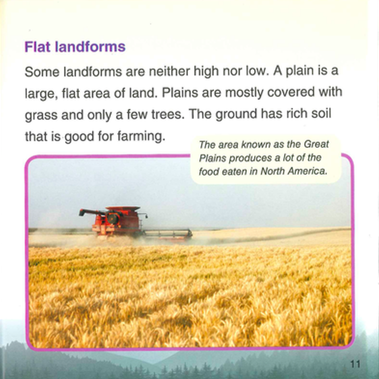 Flat landforms
Some landforms are neither high nor low. A plain is a
large, flat area of land. Plains are mostly covered with
grass and only a few trees. The ground has rich soil
that is good for farming.
The area known as the Great
Plains produces a lot of the
food eaten in North America.
11